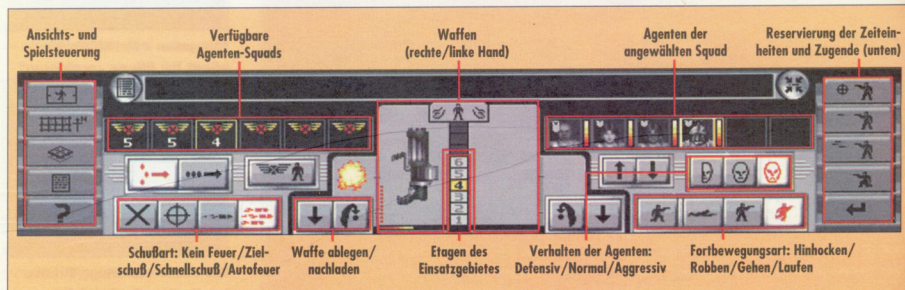 Ansichts- und
Spielsteuerung
Verfügbare
Agenten-Squads
Waffen
(rechte/linke Hand)
Agenten der
angewählten Squad
Reservierung der Zeitein-
heiten und Zugende (unten)
N
5 5 4
6
5
4
3
2
1
?
Schußart: Kein Feuer/Ziel-
schuß/Schnellschuß/Autofeuer
Waffe ablegen/
nachladen
Etagen des
Einsatzgebietes
Verhalten der Agenten:
Defensiv/Normal/Aggressiv
Fortbewegungsart: Hinhocken/
Robben/Gehen/Laufen